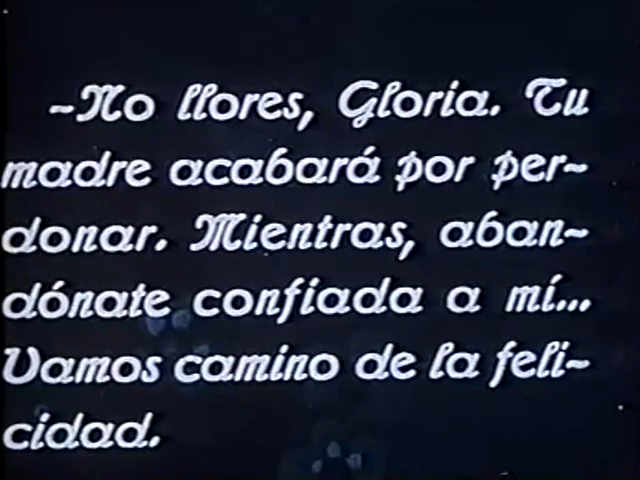 ~No llores, Gloria. Tu
madre acabará por per~
donar. Mientras, aban~
dónate confiada a mí...
Vamos camino de la feli~
cidad.